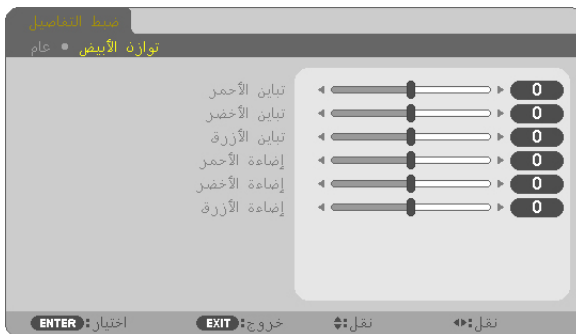 ضبط التفاصيل
عام ● توازن الأبيض
تباين الأحمر 0
تباين الأخضر 0
تباين الأزرق 0
إضاءة الأحمر 0
إضاءة الأخضر 0
إضاءة الأزرق 0
ENTER :اختيار EXIT :خروج نقل: نقل: